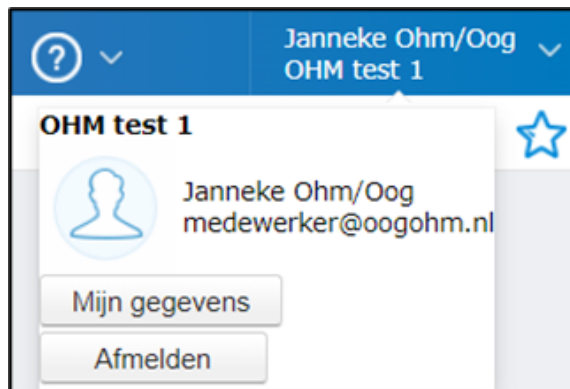 Janneke Ohm/Oog
OHM test 1
OHM test 1
Janneke Ohm/Oog
medewerker@oogohm.nl
Mijn gegevens
Afmelden